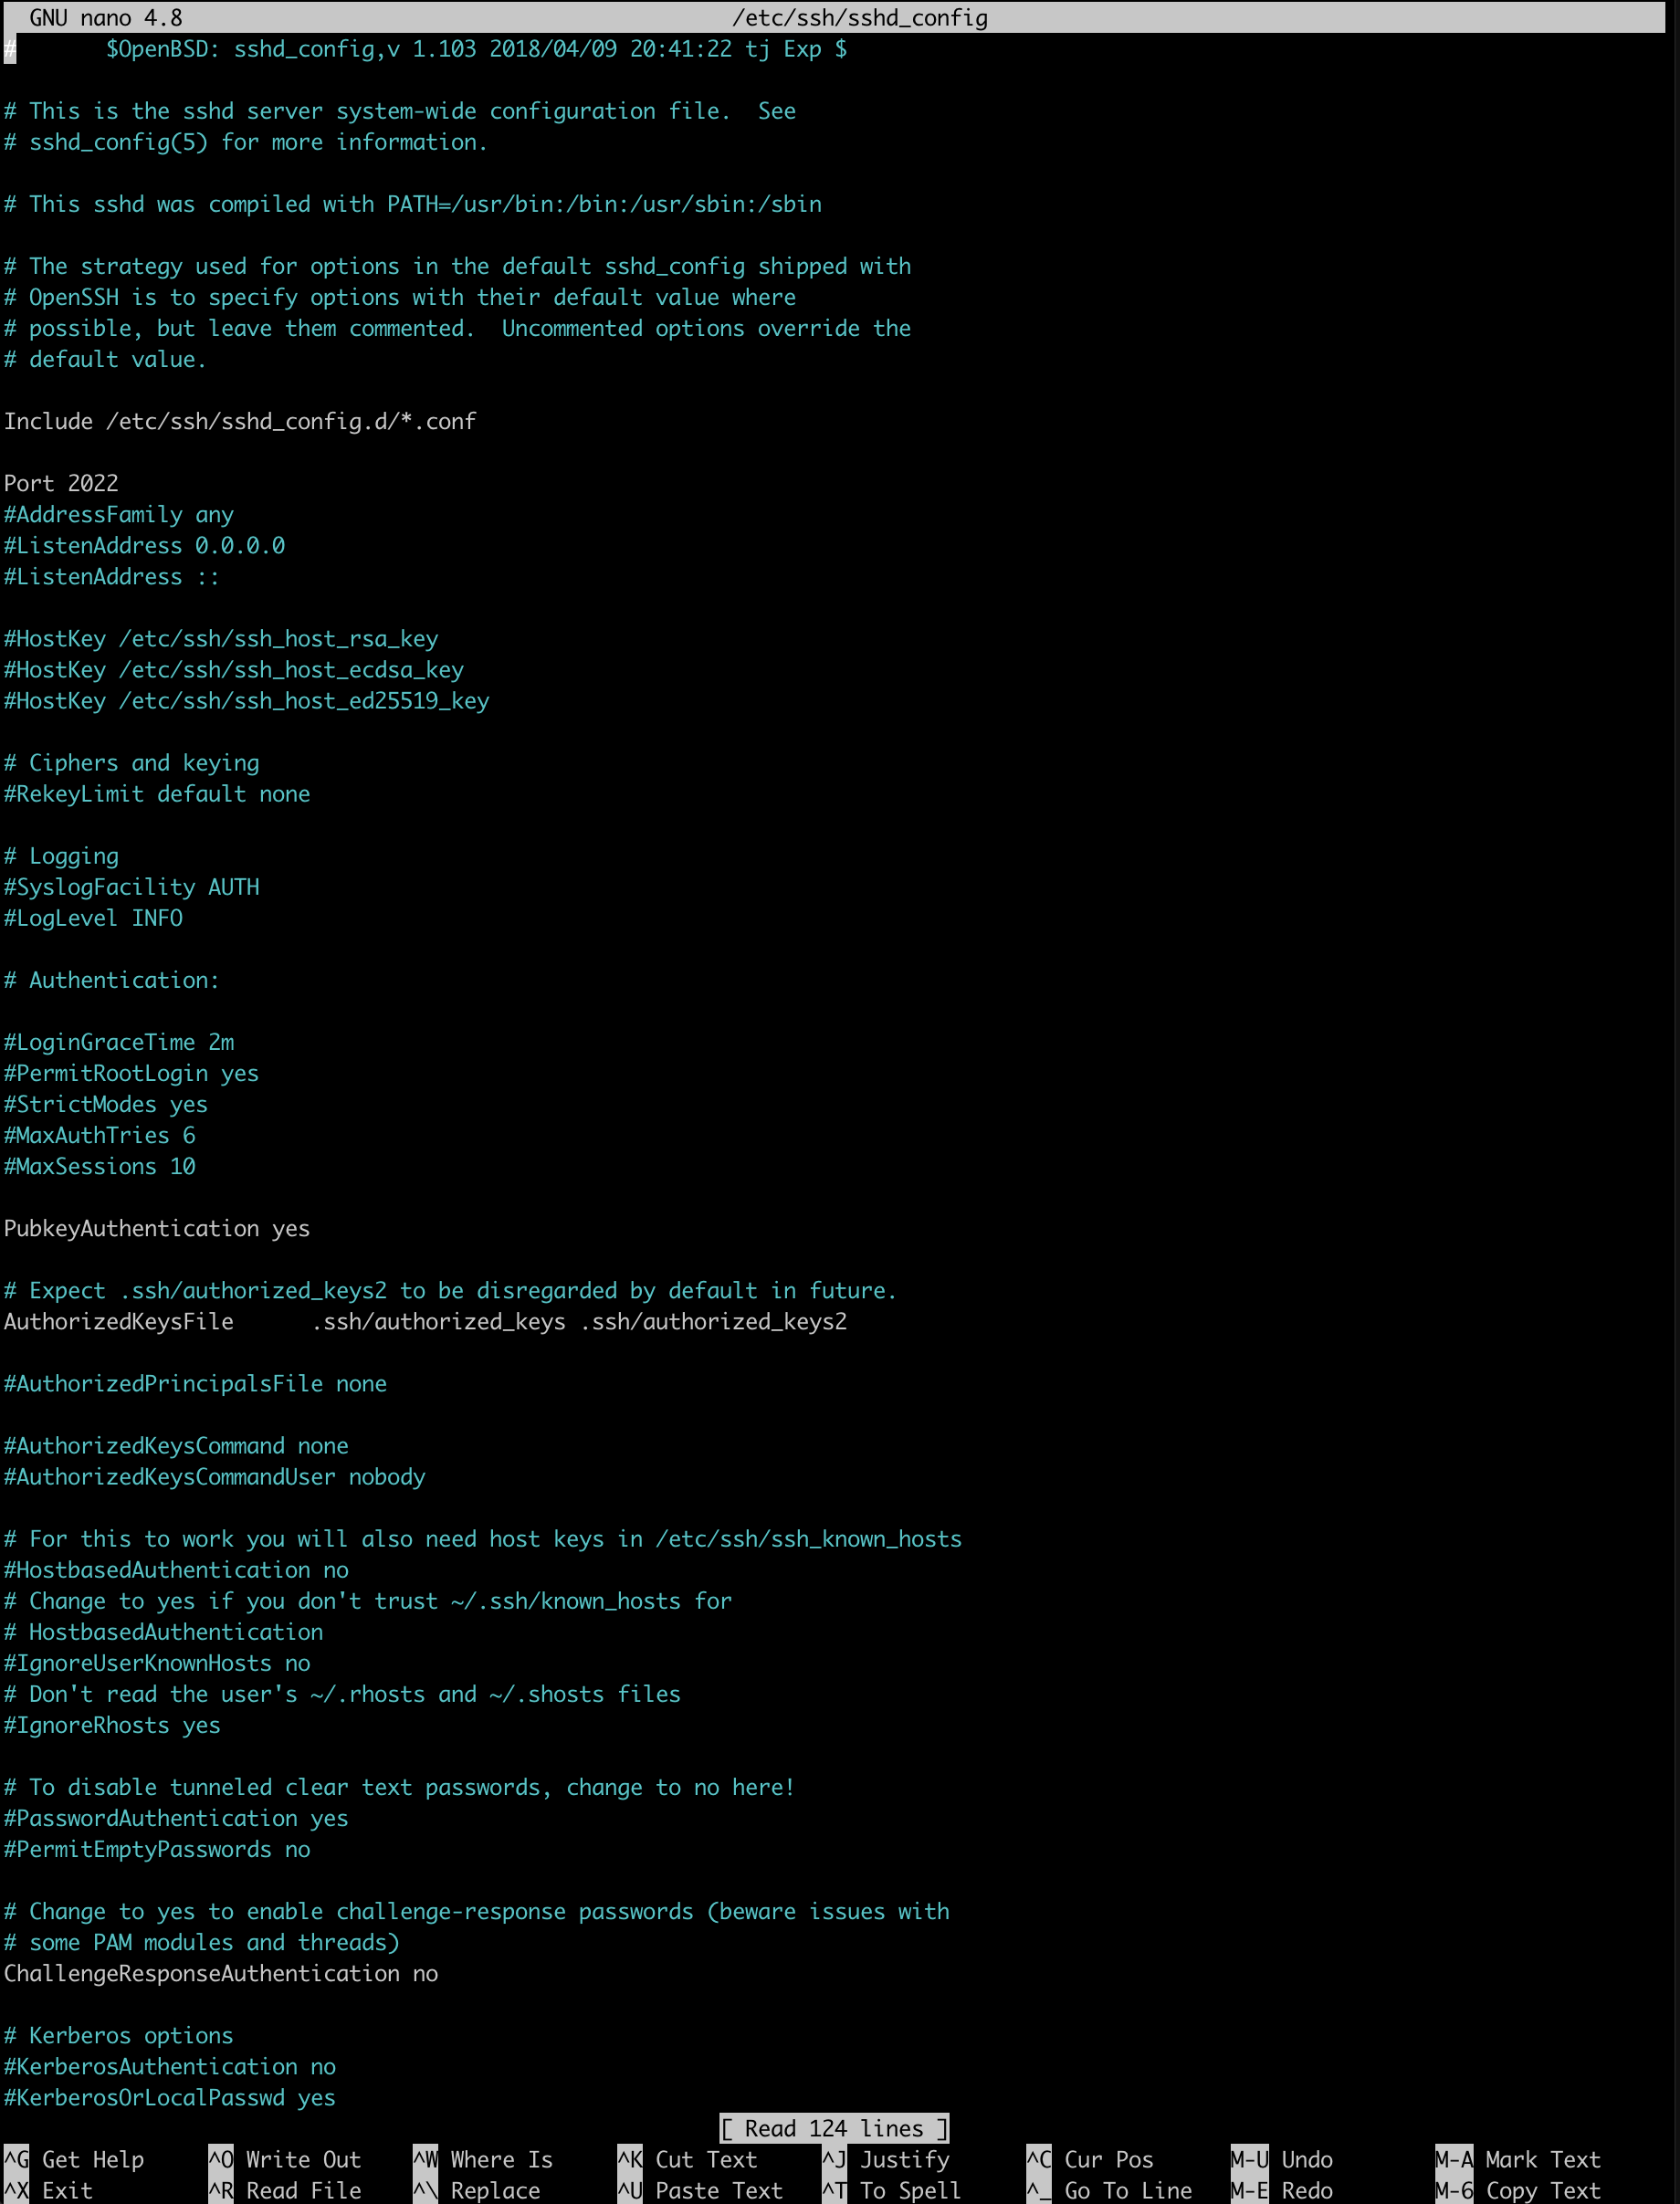 GNU nano 4.8 /etc/ssh/sshd_config
#       $OpenBSD: sshd_config,v 1.103 2018/04/09 20:41:22 tj Exp $
# This is the sshd server system-wide configuration file.  See
# sshd_config(5) for more information.
# This sshd was compiled with PATH=/usr/bin:/bin:/usr/sbin:/sbin
# The strategy used for options in the default sshd_config shipped with
# OpenSSH is to specify options with their default value where
# possible, but leave them commented.  Uncommented options override the
# default value.
Include /etc/ssh/sshd_config.d/*.conf
Port 2022
#AddressFamily any
#ListenAddress 0.0.0.0
#ListenAddress ::
#HostKey /etc/ssh/ssh_host_rsa_key
#HostKey /etc/ssh/ssh_host_ecdsa_key
#HostKey /etc/ssh/ssh_host_ed25519_key
# Ciphers and keying
#RekeyLimit default none
# Logging
#SyslogFacility AUTH
#LogLevel INFO
# Authentication:
#LoginGraceTime 2m
#PermitRootLogin yes
#StrictModes yes
#MaxAuthTries 6
#MaxSessions 10
PubkeyAuthentication yes
# Expect .ssh/authorized_keys2 to be disregarded by default in future.
AuthorizedKeysFile      .ssh/authorized_keys .ssh/authorized_keys2
#AuthorizedPrincipalsFile none
#AuthorizedKeysCommand none
#AuthorizedKeysCommandUser nobody
# For this to work you will also need host keys in /etc/ssh/ssh_known_hosts
#HostbasedAuthentication no
# Change to yes if you don't trust ~/.ssh/known_hosts for
# HostbasedAuthentication
#IgnoreUserKnownHosts no
# Don't read the user's ~/.rhosts and ~/.shosts files
#IgnoreRhosts yes
# To disable tunneled clear text passwords, change to no here!
#PasswordAuthentication yes
#PermitEmptyPasswords no
# Change to yes to enable challenge-response passwords (beware issues with
# some PAM modules and threads)
ChallengeResponseAuthentication no
# Kerberos options
#KerberosAuthentication no
#KerberosOrLocalPasswd yes
[ Read 124 lines ]
^G Get Help ^O Write Out ^W Where Is ^K Cut Text ^J Justify ^C Cur Pos M-U Undo M-A Mark Text
^X Exit ^R Read File ^\ Replace ^U Paste Text ^T To Spell ^_ Go To Line M-E Redo M-6 Copy Text